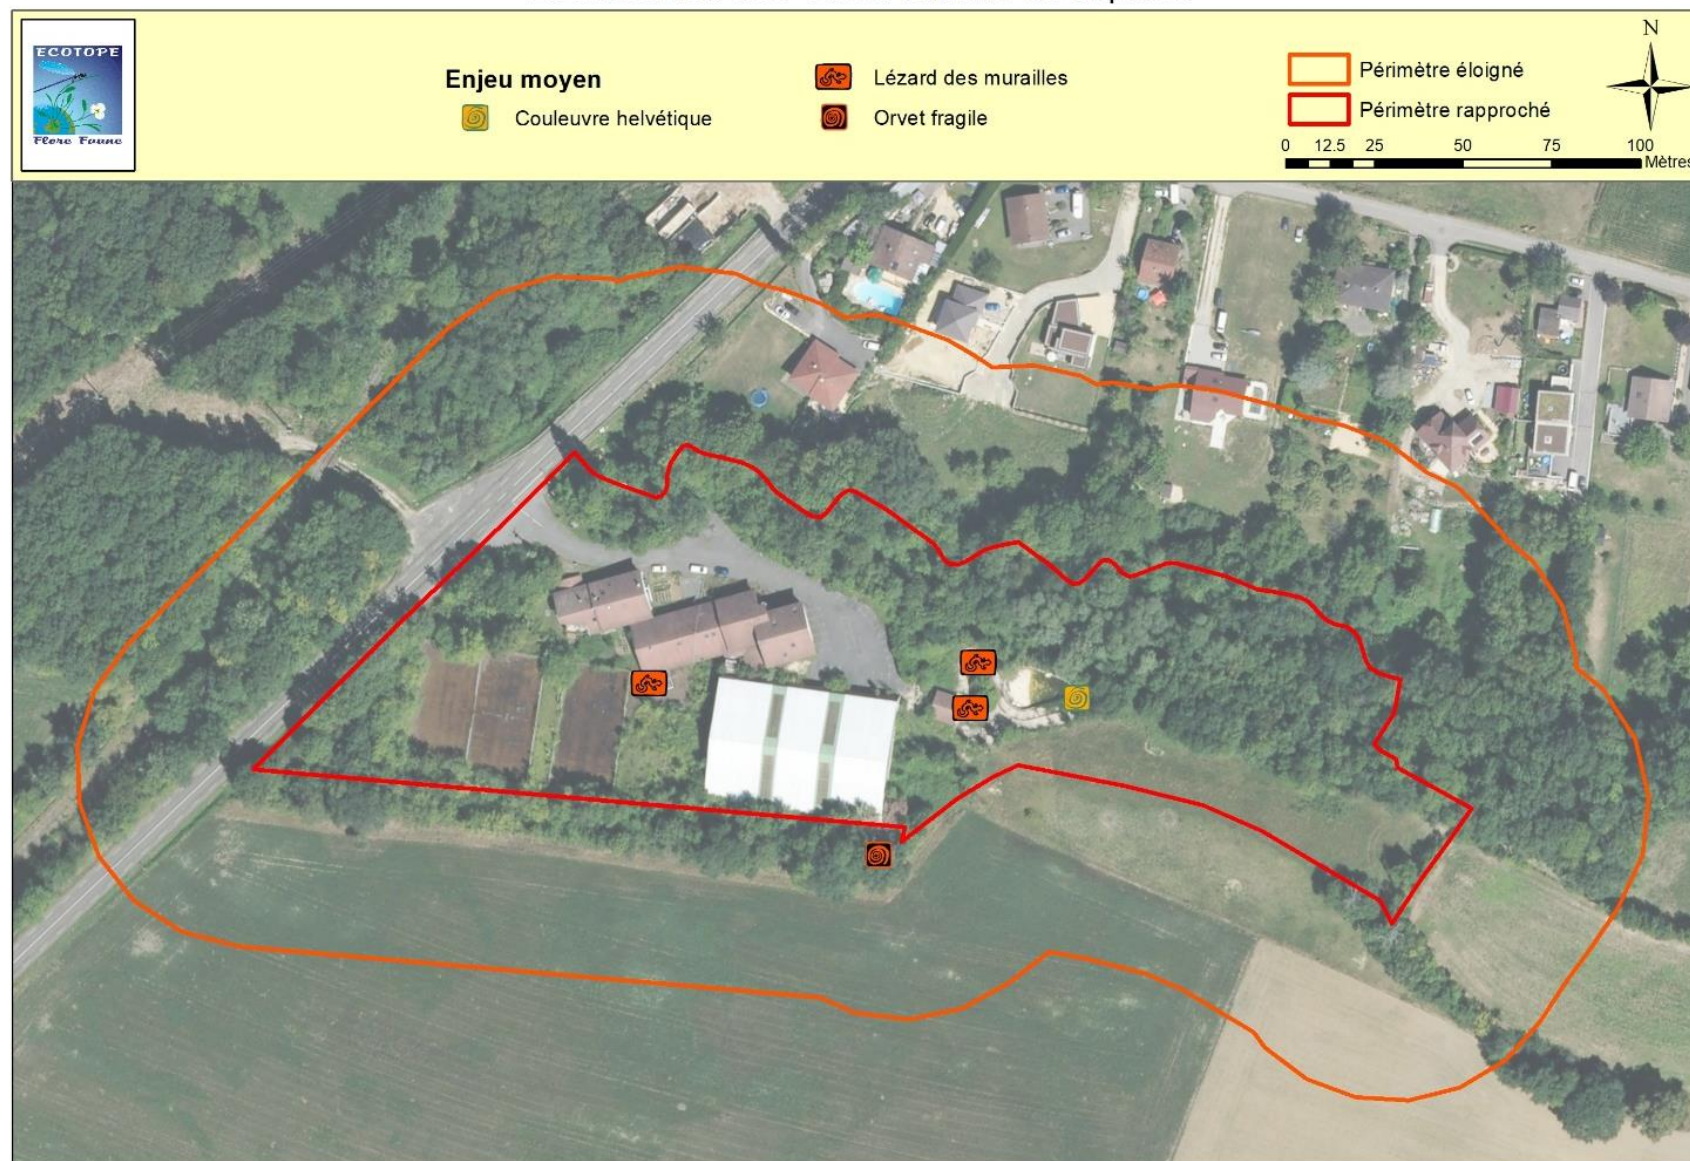 ECOTOPE
Flore Faune
Enjeu moyen
Couleuvre helvétique
Lézard des murailles
Orvet fragile
Périmètre éloigné
Périmètre rapproché
N
0 12.5 25 50 75 100
Mètres